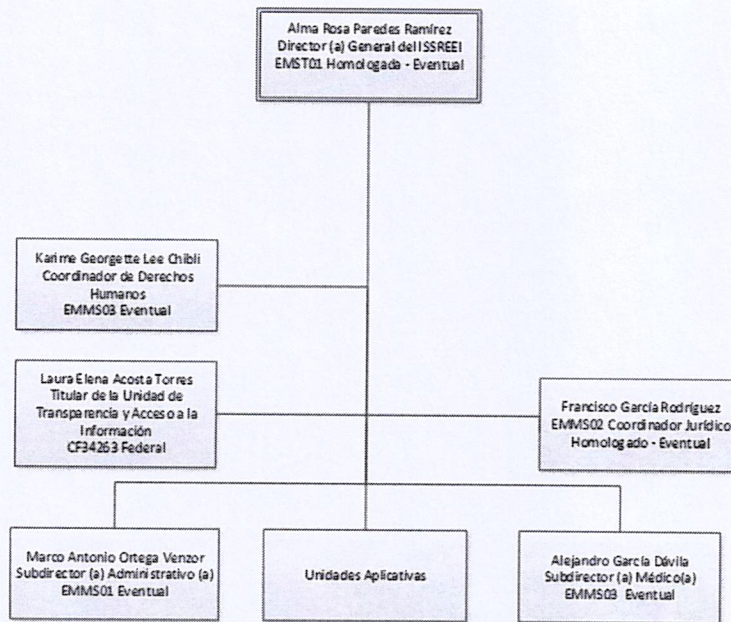 Alma Rosa Paredes Ramírez
Director (a) General del ISSREEI
EMST01 Homologada - Eventual
Karime Georgette Lee Chibli
Coordinador de Derechos
Humanos
EMMS03 Eventual
Laura Elena Acosta Torres
Titular de la Unidad de
Transparencia y Acceso a la
Información
CF34263 Federal
Francisco García Rodríguez
EMMS02 Coordinador Jurídico
Homologado - Eventual
Marco Antonio Ortega Venzor
Subdirector (a) Administrativo (a)
EMMS01 Eventual
Unidades Aplicativas
Alejandro García Dávila
Subdirector (a) Médico(a)
EMMS03 Eventual